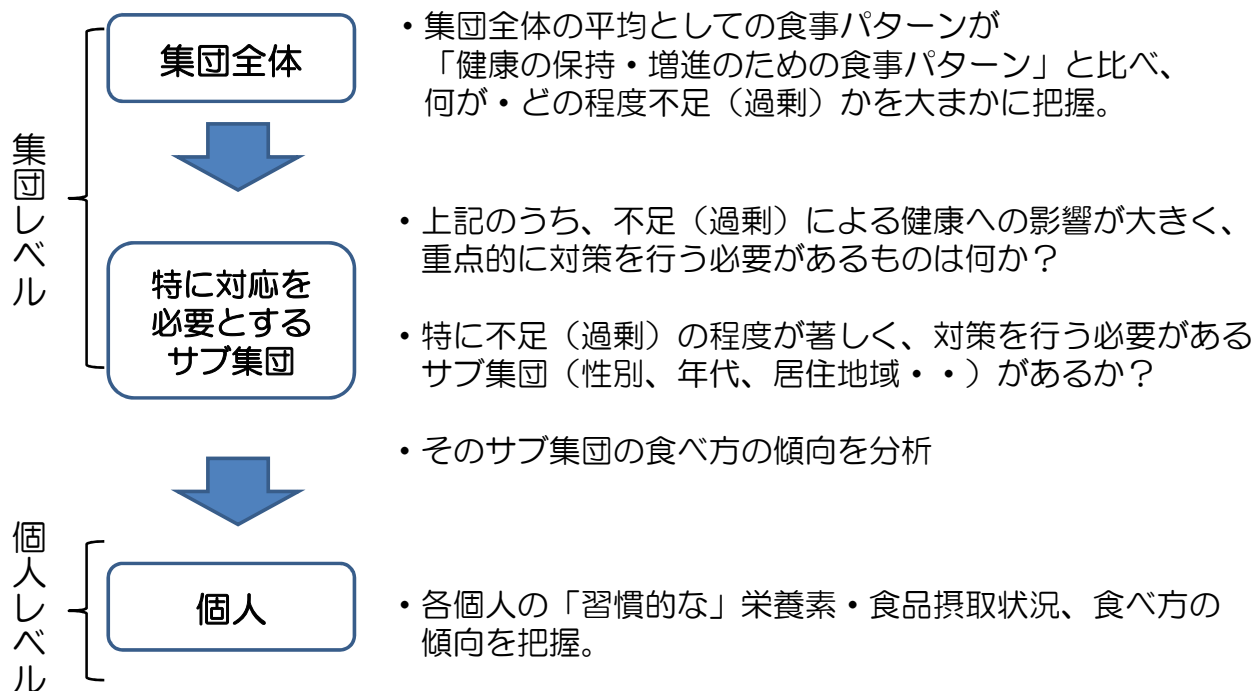 集団レベル
集団全体
・集団全体の平均としての食事パターンが
「健康の保持・増進のための食事パターン」と比べ、
何が・どの程度不足（過剰）かを大まかに把握。
特に対応を
必要とする
サブ集団
・上記のうち、不足（過剰）による健康への影響が大きく、
重点的に対策を行う必要があるものは何か？
・特に不足（過剰）の程度が著しく、対策を行う必要がある
サブ集団（性別、年代、居住地域・・）があるか？
・そのサブ集団の食べ方の傾向を分析
個人レベル
個人
・各個人の「習慣的な」栄養素・食品摂取状況、食べ方の
傾向を把握。